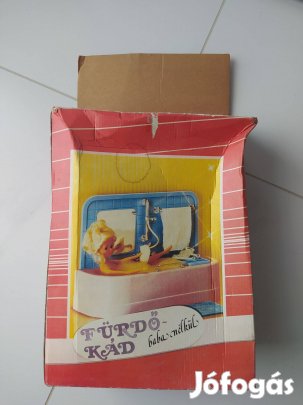 FÜRDŐ-
KÁD baba nélkül
Jófogás